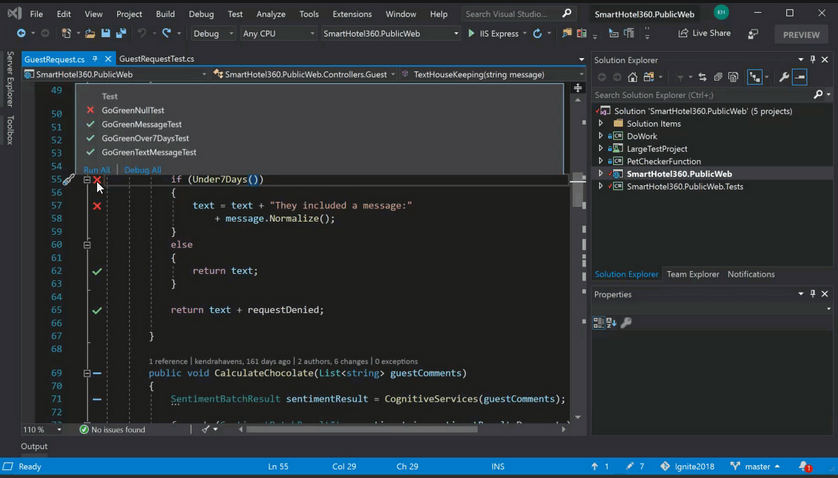 File Edit View Project Build Debug Test Analyze Tools Extensions Window Help Search Visual Studio... SmartHotel360.PublicWeb KH
Debug Any CPU SmartHotel360.PublicWeb IIS Express Live Share PREVIEW
Server Explorer
Toolbox
GuestRequest.cs GuestRequestTest.cs
SmartHotel360.PublicWeb SmartHotel360.PublicWeb.Controllers.Guest TextHouseKeeping(string message)
49
Test
50 GoGreenNullTest
51 GoGreenMessageTest
52 GoGreenOver7DaysTest
53 GoGreenTextMessageTest
54 Run All | Debug All
55 if (Under7Days())
56 {
57 text = text + "They included a message:"
58 + message.Normalize();
59 }
60 else
61 {
62 return text;
63 }
64
65 return text + requestDenied;
66
67 }
68
1 reference | kendrahavens, 161 days ago | 2 authors, 6 changes | 0 exceptions
69 public void CalculateChocolate(List<string> guestComments)
70 {
71 SentimentBatchResult sentimentResult = CognitiveServices(guestComments);
72
110 % No issues found
Solution Explorer
Search Solution Explorer (Ctrl+;)
Solution 'SmartHotel360.PublicWeb' (5 projects)
Solution Items
DoWork
LargeTestProject
PetCheckerFunction
SmartHotel360.PublicWeb
SmartHotel360.PublicWeb.Tests
Solution Explorer Team Explorer Notifications
Properties
Output
Ready Ln 55 Col 29 Ch 29 INS 1 7 Ignite2018 master 1